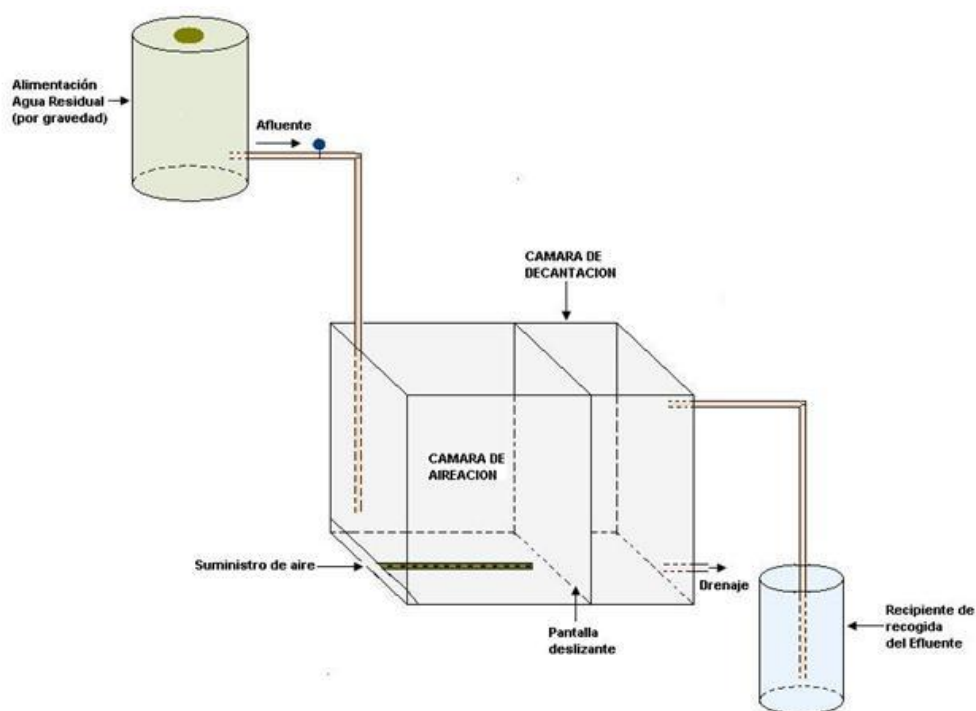 Alimentación
Agua Residual
(por gravedad)
Afluente
CAMARA DE
DECANTACION
CAMARA DE
AIREACION
Suministro de aire
Drenaje
Pantalla
deslizante
Recipiente de
recogida
del Efluente